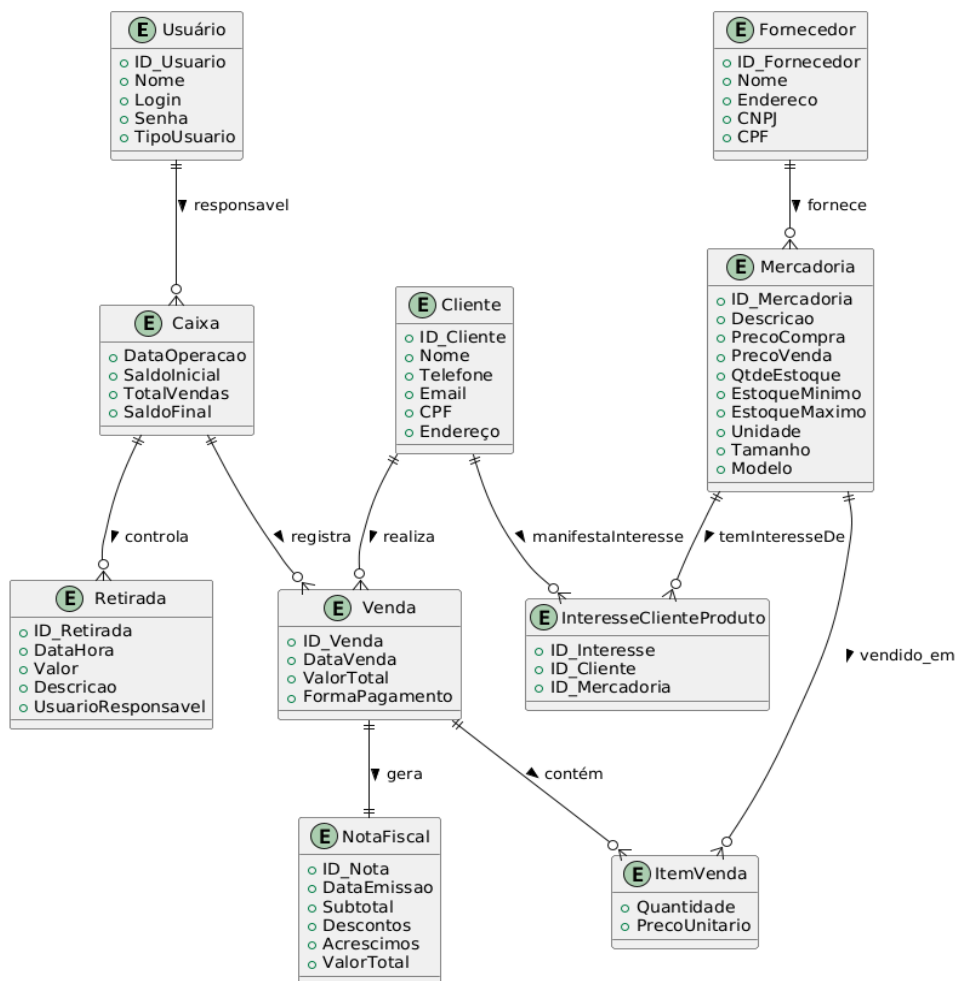 E Usuário
ID_Usuario
Nome
Login
Senha
TipoUsuario
E Fornecedor
ID_Fornecedor
Nome
Endereco
CNPJ
CPF
responsavel
fornece
E Caixa
DataOperacao
SaldoInicial
TotalVendas
SaldoFinal
E Cliente
ID_Cliente
Nome
Telefone
Email
CPF
Endereço
E Mercadoria
ID_Mercadoria
Descricao
PrecoCompra
PrecoVenda
QtdeEstoque
EstoqueMinimo
EstoqueMaximo
Unidade
Tamanho
Modelo
controla
registra
realiza
manifestaInteresse
temInteresseDe
vendido_em
E Retirada
ID_Retirada
DataHora
Valor
Descricao
UsuarioResponsavel
E Venda
ID_Venda
DataVenda
ValorTotal
FormaPagamento
E InteresseClienteProduto
ID_Interesse
ID_Cliente
ID_Mercadoria
gera
contém
E NotaFiscal
ID_Nota
DataEmissao
Subtotal
Descontos
Acrescimos
ValorTotal
E ItemVenda
Quantidade
PrecoUnitario